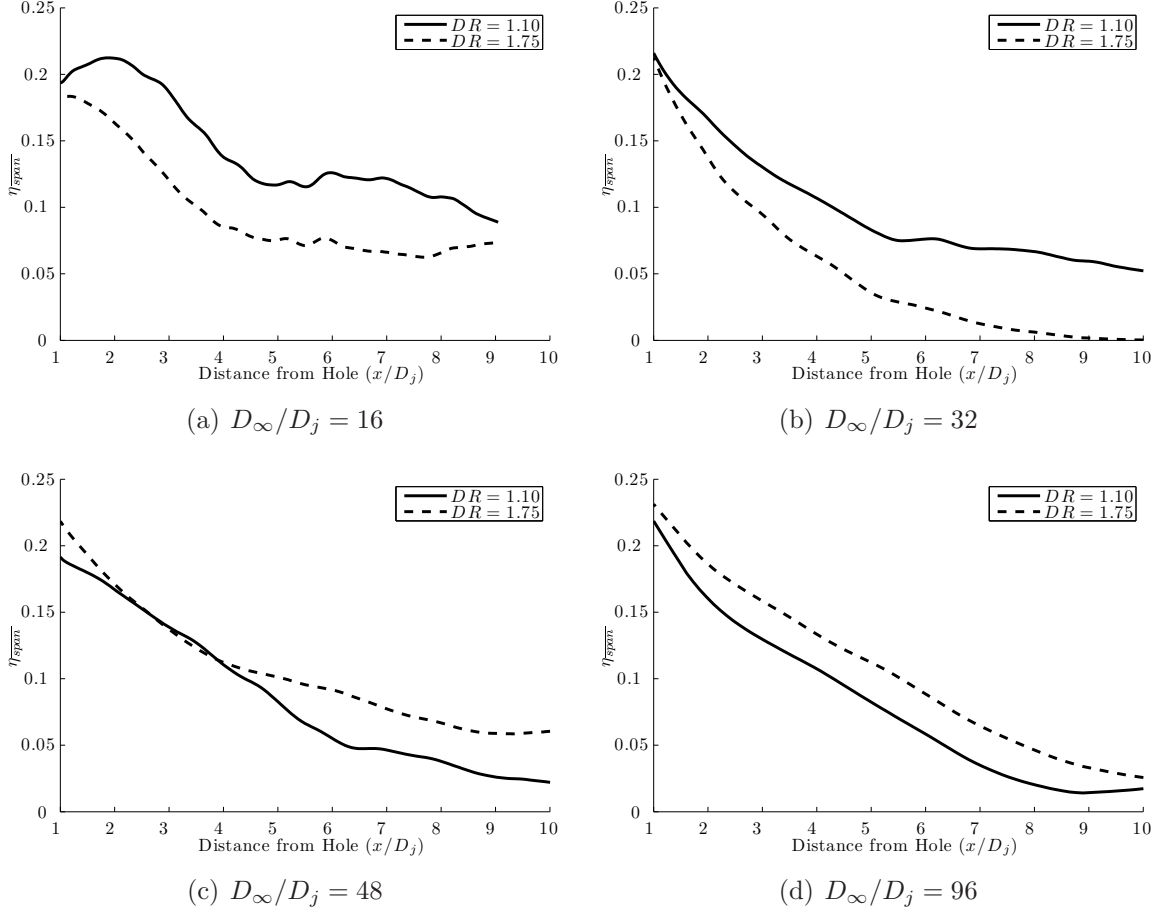 0.25
0.2
0.15
0.1
0.05
0
1 2 3 4 5 6 7 8 9 10
η̅span
Distance from Hole (x/D_j)
DR = 1.10
DR = 1.75
(a) D_∞/D_j = 16
0.25
0.2
0.15
0.1
0.05
0
1 2 3 4 5 6 7 8 9 10
η̅span
Distance from Hole (x/D_j)
DR = 1.10
DR = 1.75
(b) D_∞/D_j = 32
0.25
0.2
0.15
0.1
0.05
0
1 2 3 4 5 6 7 8 9 10
η̅span
Distance from Hole (x/D_j)
DR = 1.10
DR = 1.75
(c) D_∞/D_j = 48
0.25
0.2
0.15
0.1
0.05
0
1 2 3 4 5 6 7 8 9 10
η̅span
Distance from Hole (x/D_j)
DR = 1.10
DR = 1.75
(d) D_∞/D_j = 96